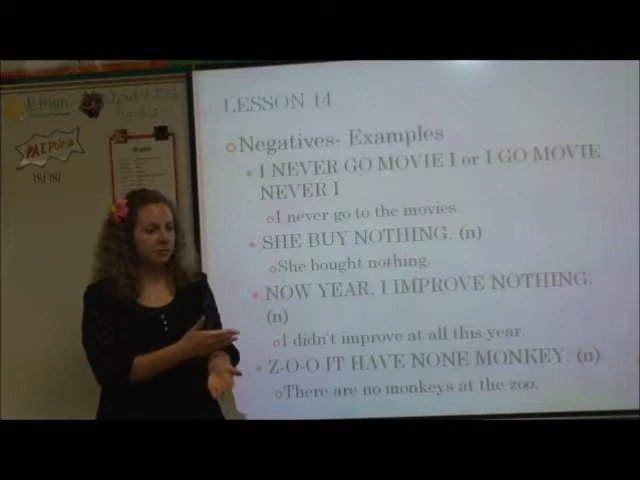 LESSON 14
Negatives- Examples
I NEVER GO MOVIE I or I GO MOVIE
NEVER I
I never go to the movies.
SHE BUY NOTHING. (n)
She bought nothing.
NOW YEAR, I IMPROVE NOTHING.
(n)
I didn't improve at all this year.
Z-O-O IT HAVE NONE MONKEY. (n)
There are no monkeys at the zoo.
P.A.T. Points